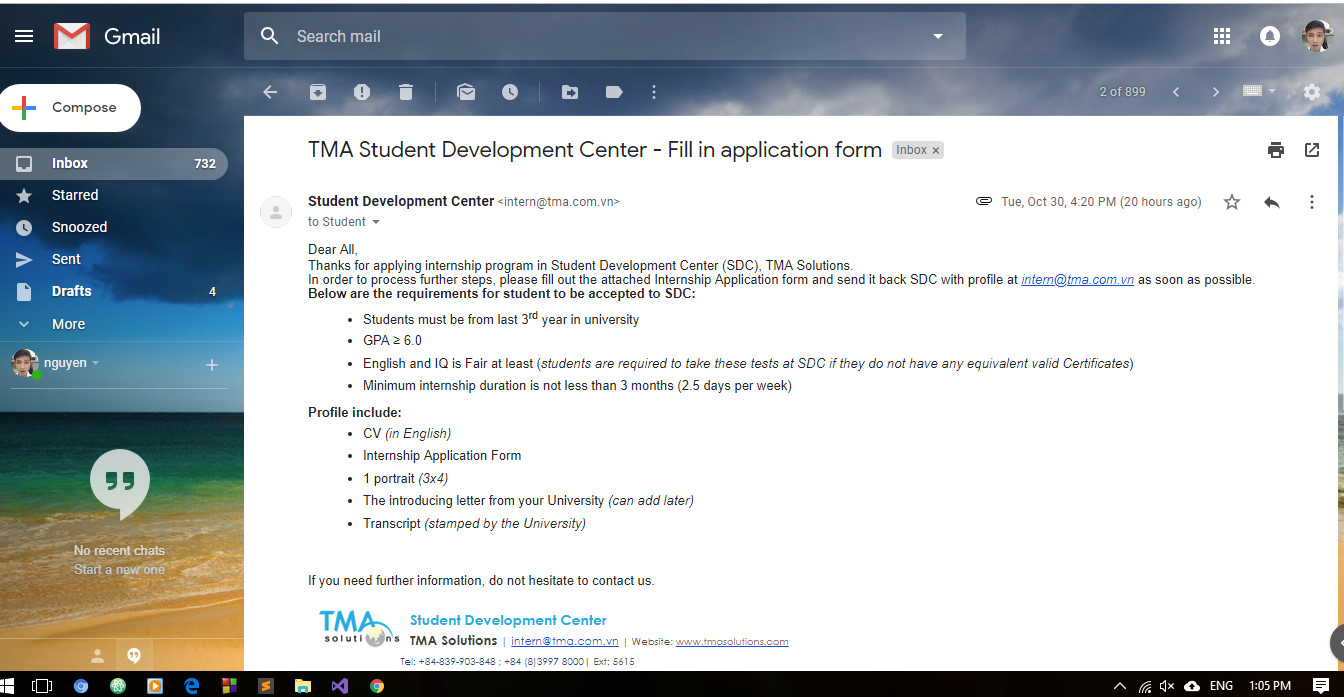 Gmail
Search mail
Compose
2 of 899
Inbox 732
Starred
Snoozed
Sent
Drafts 4
More
nguyen
No recent chats
Start a new one
TMA Student Development Center - Fill in application form Inbox x
Student Development Center <intern@tma.com.vn> Tue, Oct 30, 4:20 PM (20 hours ago)
to Student
Dear All,
Thanks for applying internship program in Student Development Center (SDC), TMA Solutions.
In order to process further steps, please fill out the attached Internship Application form and send it back SDC with profile at intern@tma.com.vn as soon as possible.
Below are the requirements for student to be accepted to SDC:
• Students must be from last 3rd year in university
• GPA ≥ 6.0
• English and IQ is Fair at least (students are required to take these tests at SDC if they do not have any equivalent valid Certificates)
• Minimum internship duration is not less than 3 months (2.5 days per week)
Profile include:
• CV (in English)
• Internship Application Form
• 1 portrait (3x4)
• The introducing letter from your University (can add later)
• Transcript (stamped by the University)
If you need further information, do not hesitate to contact us.
TMA
solutions
Student Development Center
TMA Solutions | intern@tma.com.vn | Website: www.tmasolutions.com
Tel: +84-839-903-848 ; +84 (8)3997 8000| Ext: 5615
ENG 1:05 PM